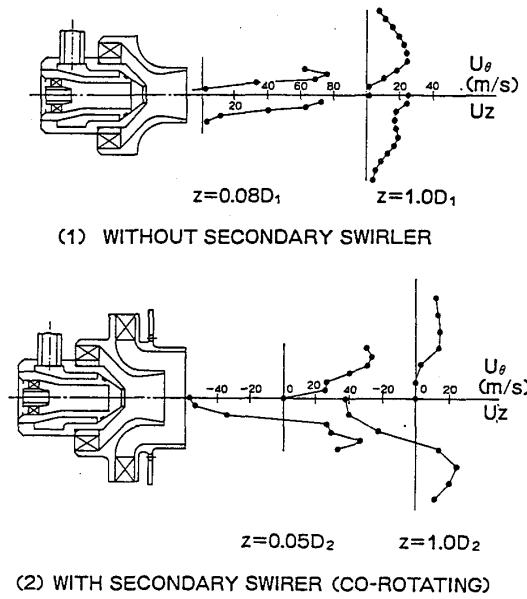 Uθ
(m/s)
20 40 60 80 20 40
Uz
z=0.08D₁ z=1.0D₁
(1) WITHOUT SECONDARY SWIRLER
Uθ
(m/s)
-40 -20 0 20 40 0 20
Uz
z=0.05D₂ z=1.0D₂
(2) WITH SECONDARY SWIRER (CO-ROTATING)